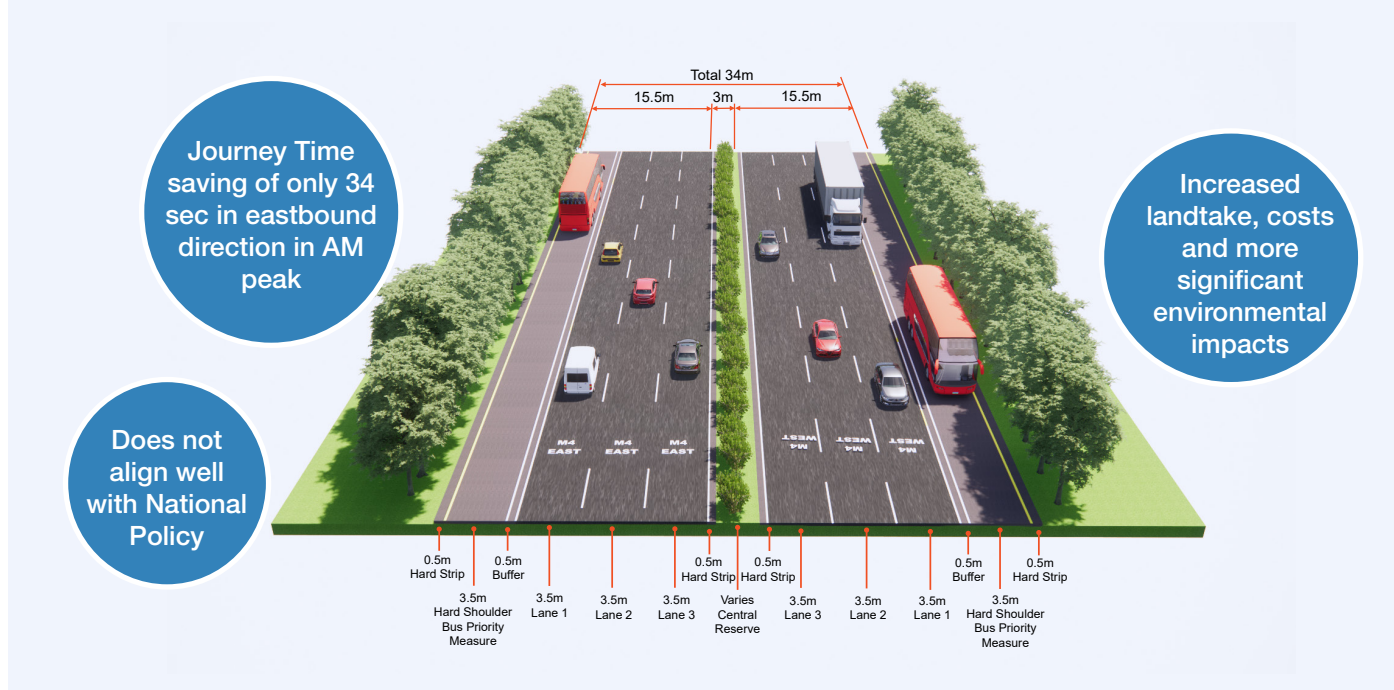 Total 34m
15.5m
3m
15.5m
Journey Time
saving of only 34
sec in eastbound
direction in AM
peak
Increased
landtake, costs
and more
significant
environmental
impacts
Does not
align well
with National
Policy
M4
EAST
M4
EAST
M4
EAST
M4
WEST
M4
WEST
M4
WEST
0.5m
Hard Strip
3.5m
Hard Shoulder
Bus Priority
Measure
0.5m
Buffer
3.5m
Lane 1
3.5m
Lane 2
3.5m
Lane 3
0.5m
Hard Strip
Varies
Central
Reserve
0.5m
Hard Strip
3.5m
Lane 3
3.5m
Lane 2
3.5m
Lane 1
0.5m
Buffer
3.5m
Hard Shoulder
Bus Priority
Measure
0.5m
Hard Strip